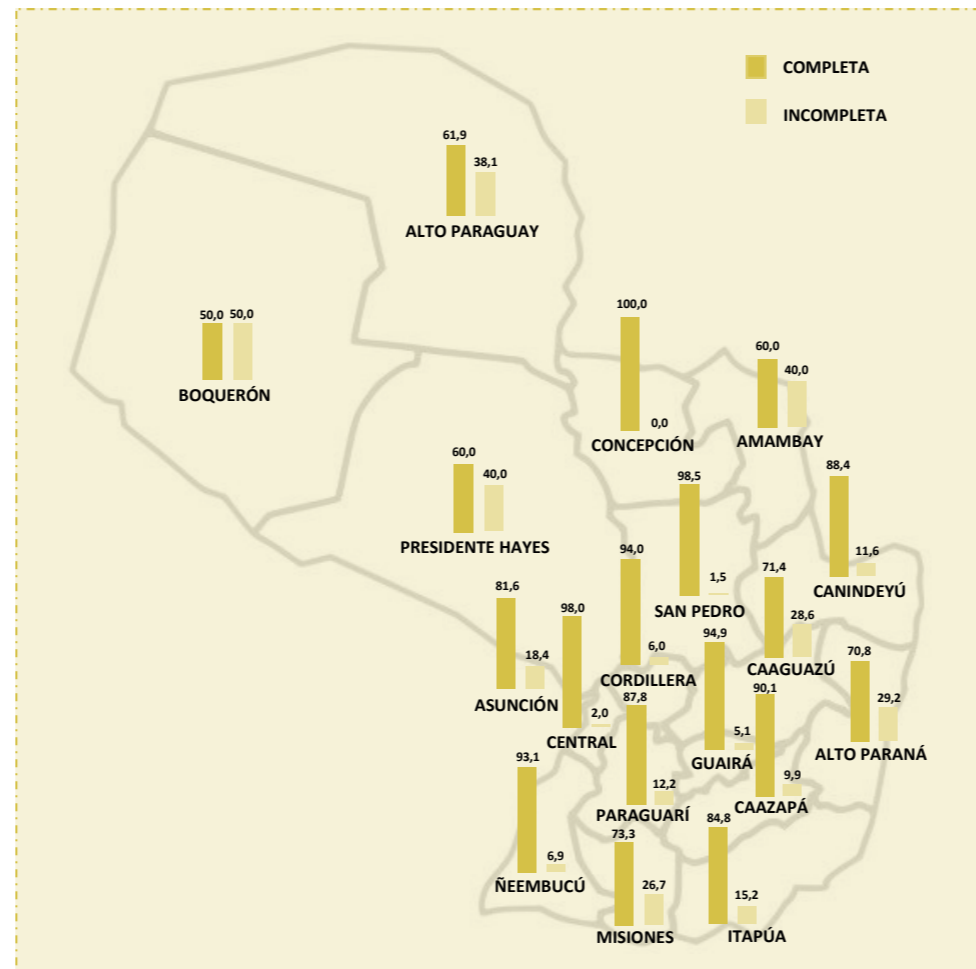 COMPLETA
INCOMPLETA
61,9
38,1
ALTO PARAGUAY
50,0 50,0
BOQUERÓN
100,0
0,0
CONCEPCIÓN
60,0
40,0
AMAMBAY
60,0
40,0
PRESIDENTE HAYES
98,5
1,5
SAN PEDRO
88,4
11,6
CANINDEYÚ
94,0
6,0
CORDILLERA
71,4
28,6
CAAGUAZÚ
81,6
18,4
ASUNCIÓN
98,0
2,0
CENTRAL
94,9
5,1
GUAIRÁ
70,8
29,2
ALTO PARANÁ
87,8
12,2
PARAGUARÍ
90,1
9,9
CAAZAPÁ
93,1
6,9
ÑEEMBUCÚ
73,3
26,7
MISIONES
84,8
15,2
ITAPÚA